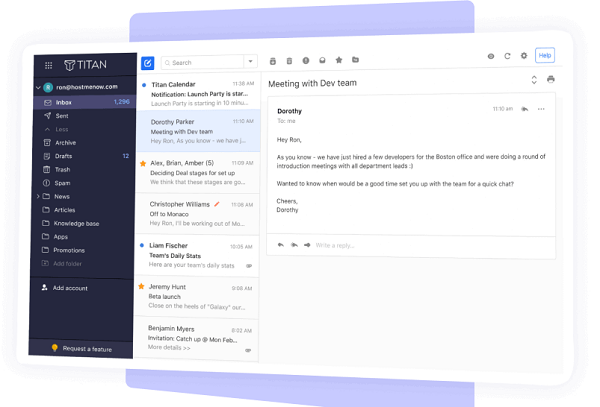 TITAN
ron@hostmenow.com
Inbox 1,296
Sent
Less
Archive
Drafts 12
Trash
Spam
News
Articles
Knowledge base
Apps
Promotions
Add folder
Add account
Request a feature
Search
Titan Calendar 11:38 AM
Notification: Launch Party is star...
Launch Party is starting in 10 minu...
Dorothy Parker 11:10 AM
Meeting with Dev team
Hey Ron, As you know - we have j...
Alex, Brian, Amber (5) 11:09 AM
Deciding Deal stages for set up
We think that these stages are go...
Christopher Williams 11:09 AM
Off to Monaco
Hey Ron, I'll be working out of Mo...
Liam Fischer 10:05 AM
Team's Daily Stats
Here are your team's daily stats
Jeremy Hunt 9:08 AM
Beta launch
Close on the heels of "Galaxy" our...
Benjamin Myers 9:02 AM
Invitation: Catch up @ Mon Feb...
More details >>
Help
Meeting with Dev team
Dorothy 11:10 am
To: me
Hey Ron,
As you know - we have just hired a few developers for the Boston office and were doing a round of
introduction meetings with all department leads :)
Wanted to know when would be a good time set you up with the team for a quick chat?
Cheers,
Dorothy
Write a reply...